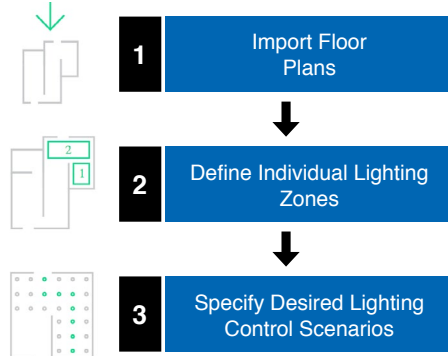 1
Import Floor
Plans
2
1
2
Define Individual Lighting
Zones
3
Specify Desired Lighting
Control Scenarios